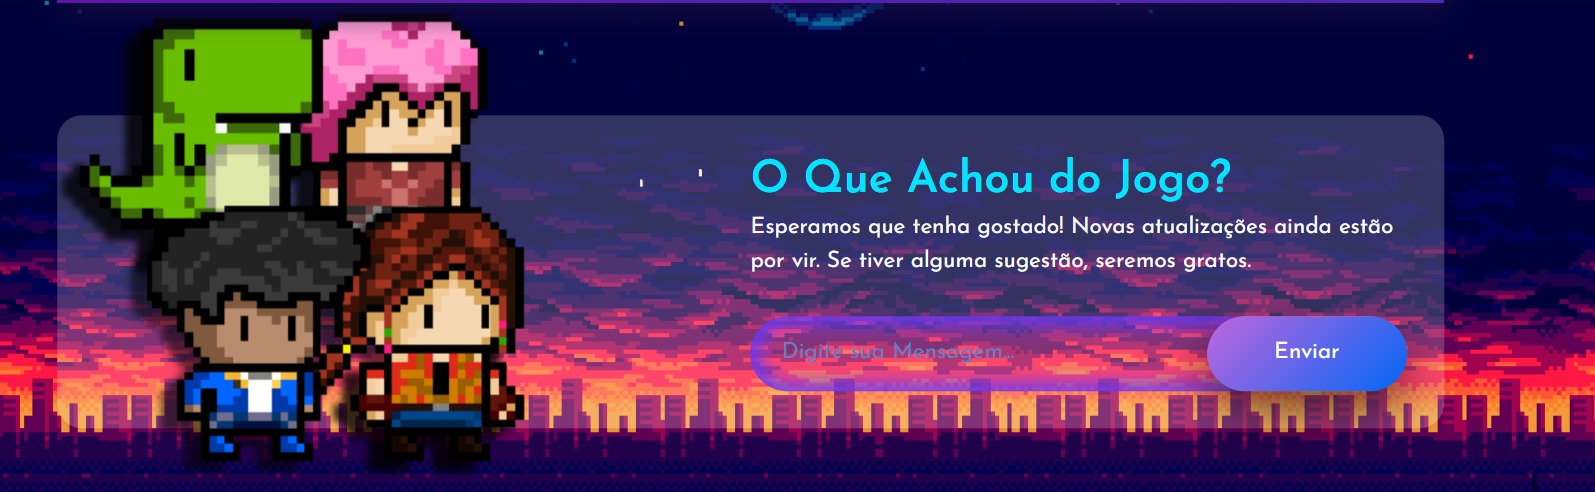 O Que Achou do Jogo?
Esperamos que tenha gostado! Novas atualizações ainda estão
por vir. Se tiver alguma sugestão, seremos gratos.
Digite sua Mensagem...
Enviar